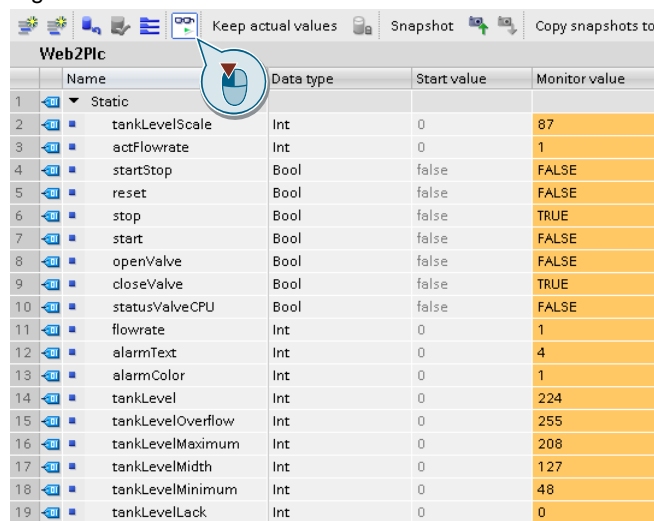 Keep actual values Snapshot Copy snapshots to
Web2Plc
Name Data type Start value Monitor value
1 Static
2 tankLevelScale Int 0 87
3 actFlowrate Int 0 1
4 startStop Bool false FALSE
5 reset Bool false FALSE
6 stop Bool false TRUE
7 start Bool false FALSE
8 openValve Bool false FALSE
9 closeValve Bool false TRUE
10 statusValveCPU Bool false FALSE
11 flowrate Int 0 1
12 alarmText Int 0 4
13 alarmColor Int 0 1
14 tankLevel Int 0 224
15 tankLevelOverflow Int 0 255
16 tankLevelMaximum Int 0 208
17 tankLevelMidth Int 0 127
18 tankLevelMinimum Int 0 48
19 tankLevelLack Int 0 0